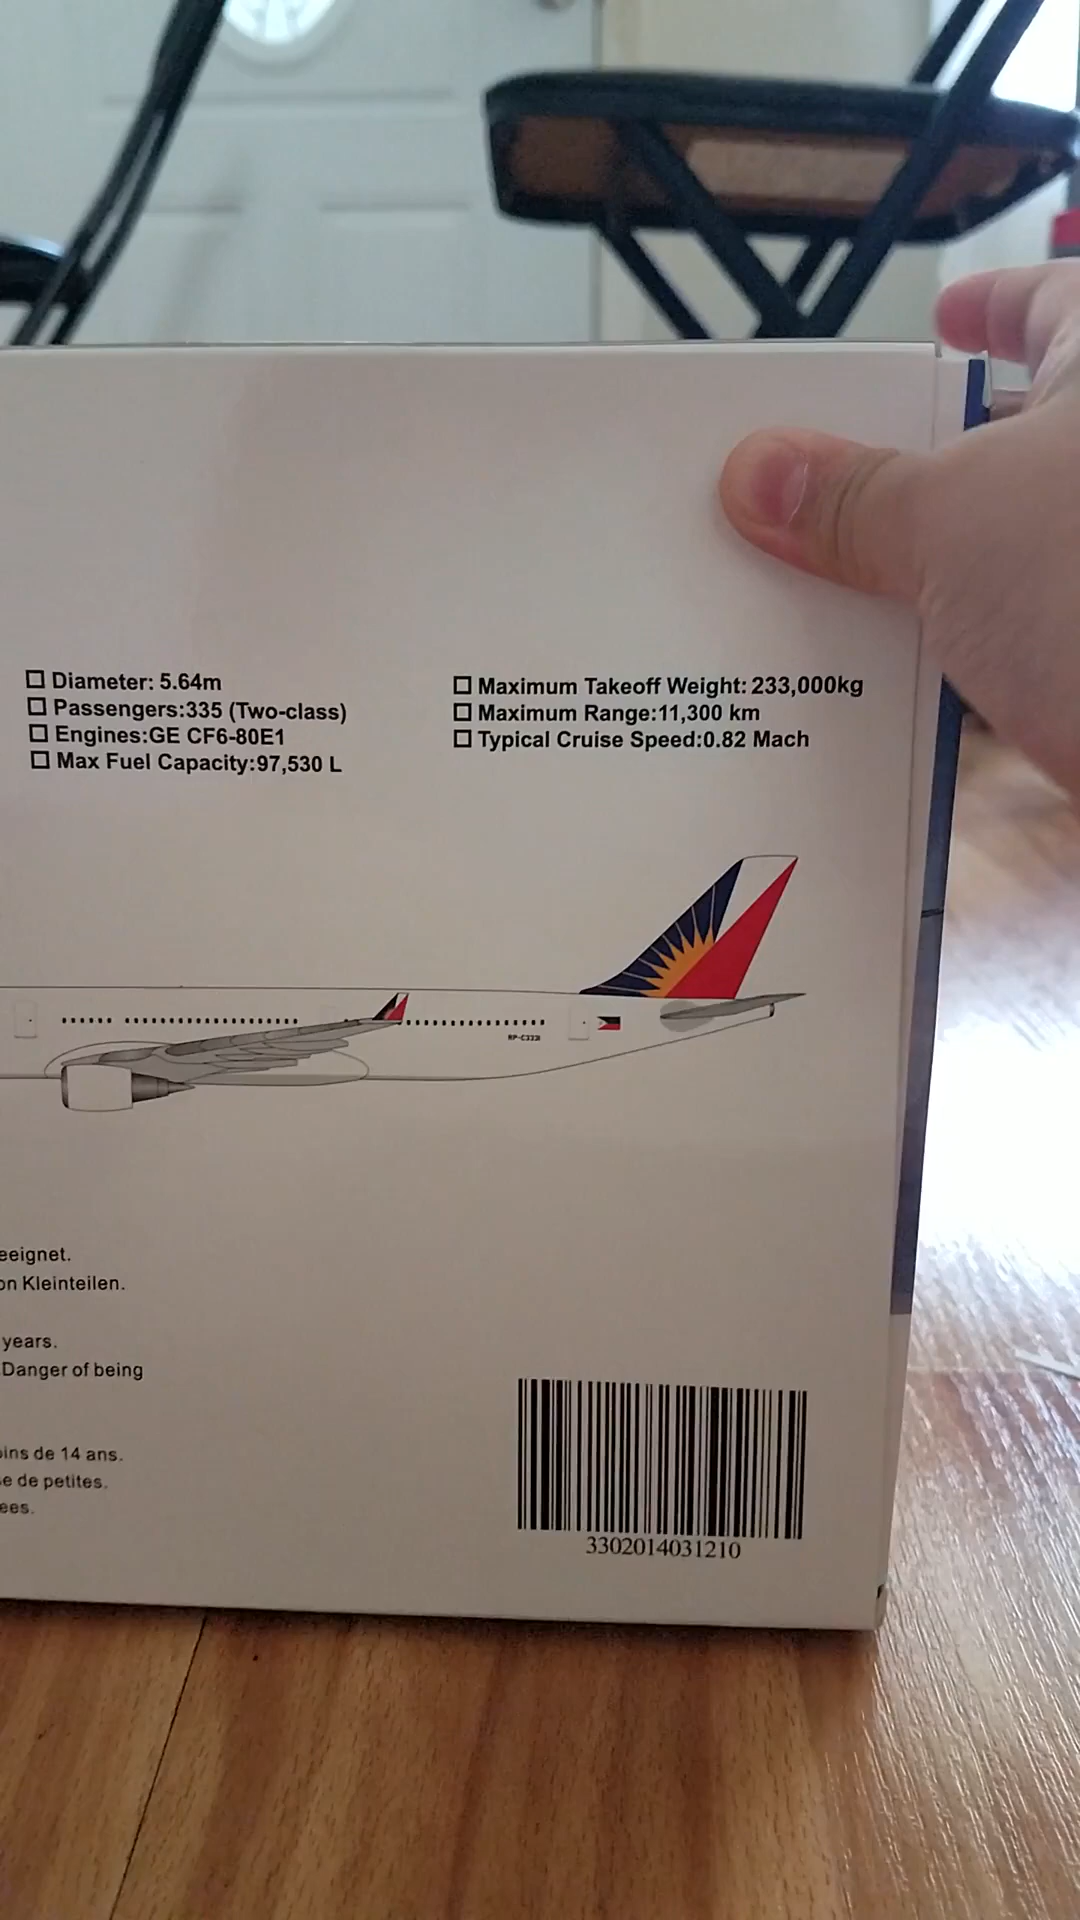 ☐ Diameter: 5.64m
☐ Passengers:335 (Two-class)
☐ Engines:GE CF6-80E1
☐ Max Fuel Capacity:97,530 L
☐ Maximum Takeoff Weight: 233,000kg
☐ Maximum Range:11,300 km
☐ Typical Cruise Speed:0.82 Mach
eeignet.
on Kleinteilen.
years.
Danger of being
oins de 14 ans.
e de petites.
ees.
3302014031210